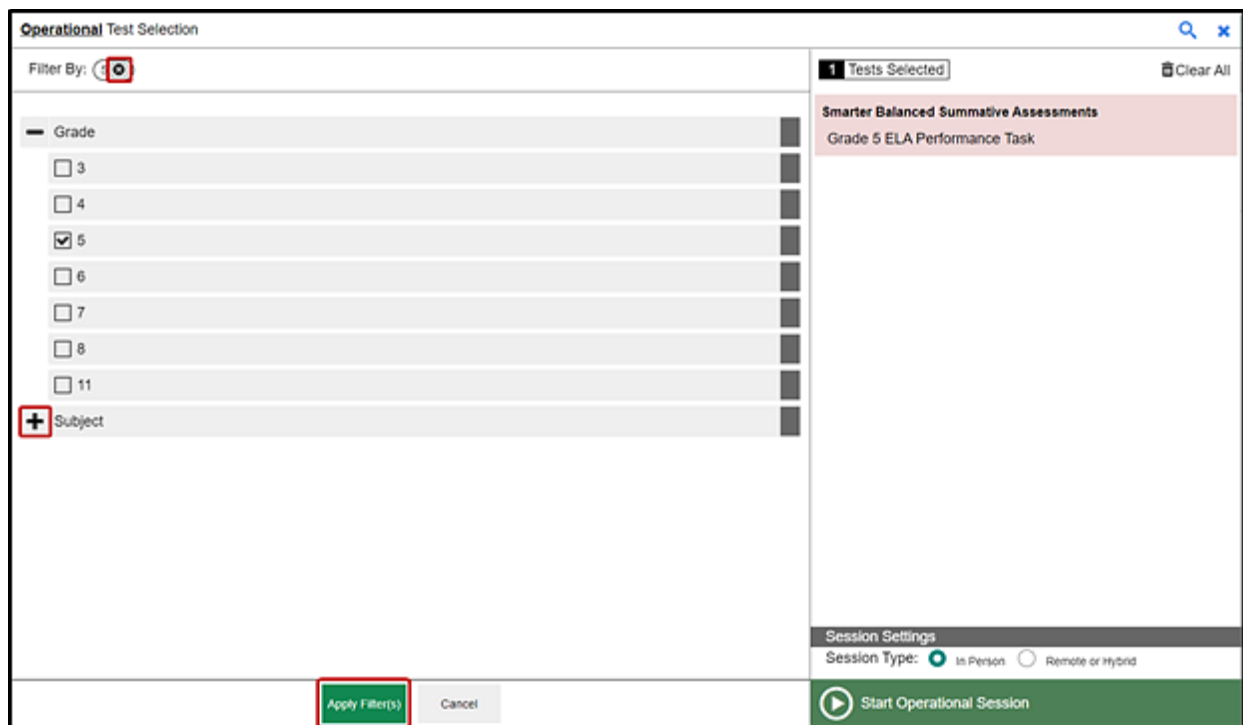 Operational Test Selection
Filter By:
Grade
3
4
5
6
7
8
11
Subject
Apply Filter(s)
Cancel
1 Tests Selected
Clear All
Smarter Balanced Summative Assessments
Grade 5 ELA Performance Task
Session Settings
Session Type: In Person Remote or Hybrid
Start Operational Session